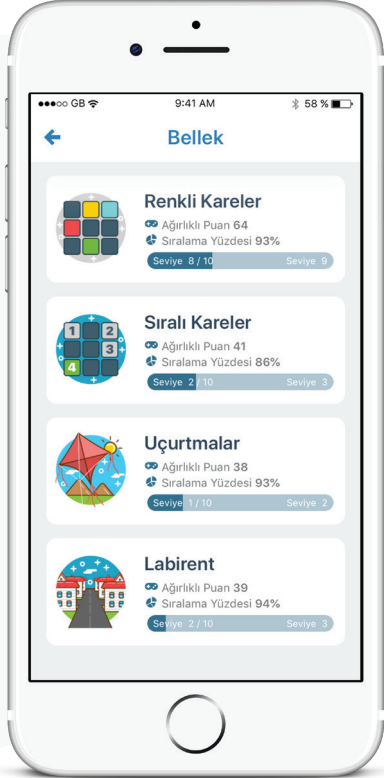 GB 9:41 AM 58 %
Bellek
Renkli Kareler
Ağırlıklı Puan 64
Sıralama Yüzdesi 93%
Seviye 8 / 10 Seviye 9
1 2
3
4
Sıralı Kareler
Ağırlıklı Puan 41
Sıralama Yüzdesi 86%
Seviye 2 / 10 Seviye 3
Uçurtmalar
Ağırlıklı Puan 38
Sıralama Yüzdesi 93%
Seviye 1 / 10 Seviye 2
Labirent
Ağırlıklı Puan 39
Sıralama Yüzdesi 94%
Seviye 2 / 10 Seviye 3